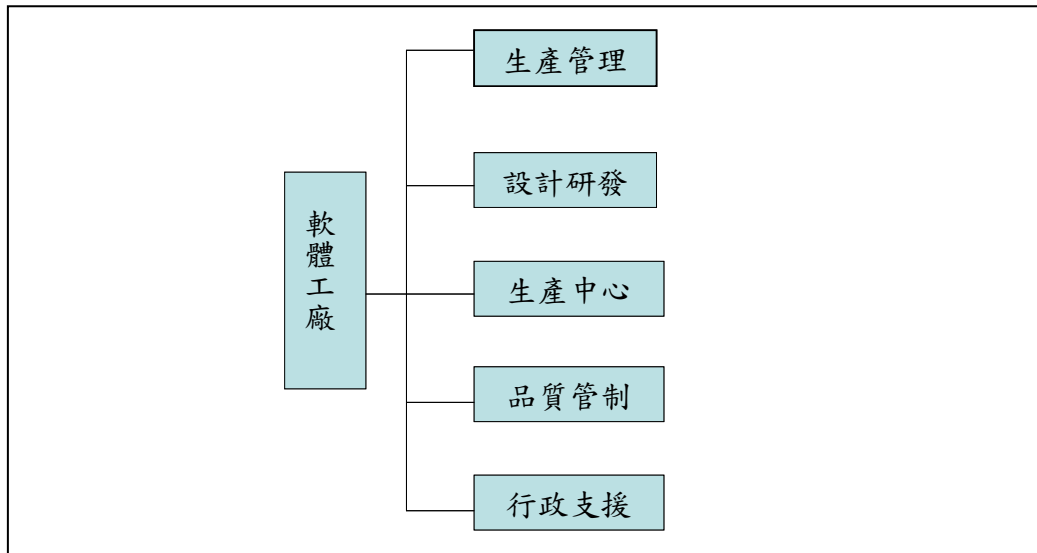 生產管理
設計研發
軟體工廠
生產中心
品質管制
行政支援